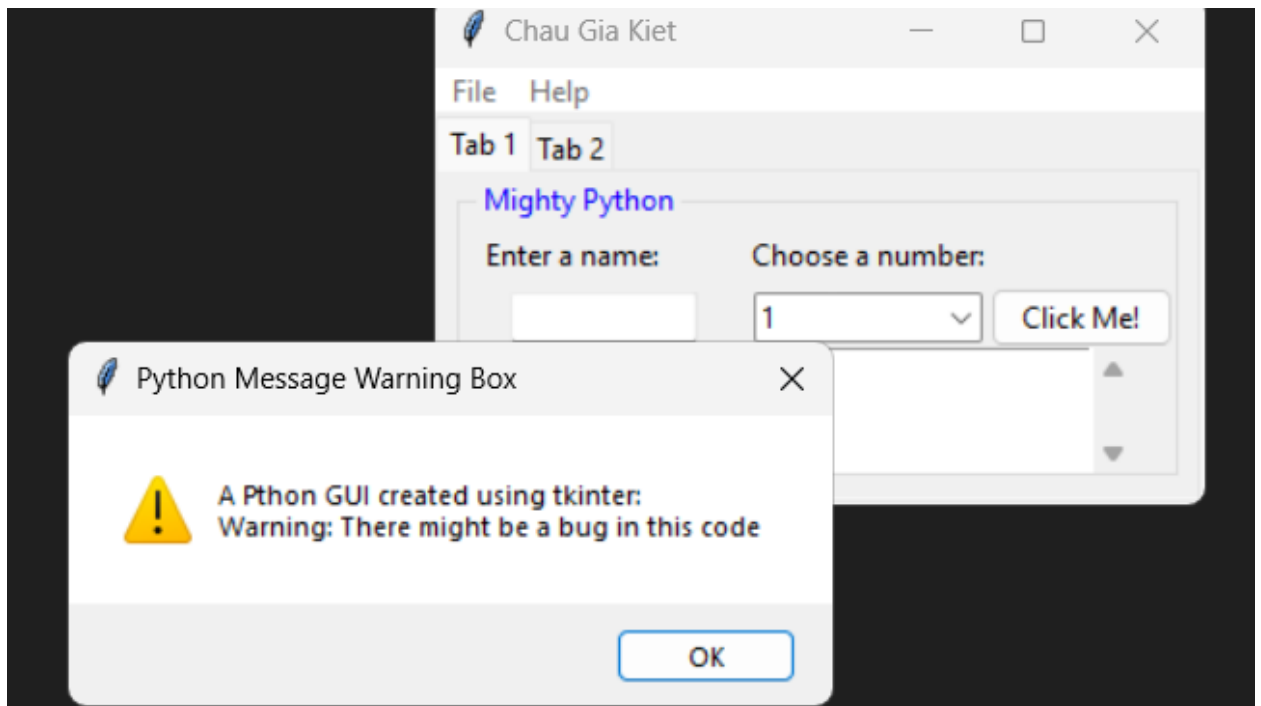 Chau Gia Kiet
File Help
Tab 1 Tab 2
Mighty Python
Enter a name: Choose a number:
1 Click Me!
Python Message Warning Box
A Pthon GUI created using tkinter:
Warning: There might be a bug in this code
OK